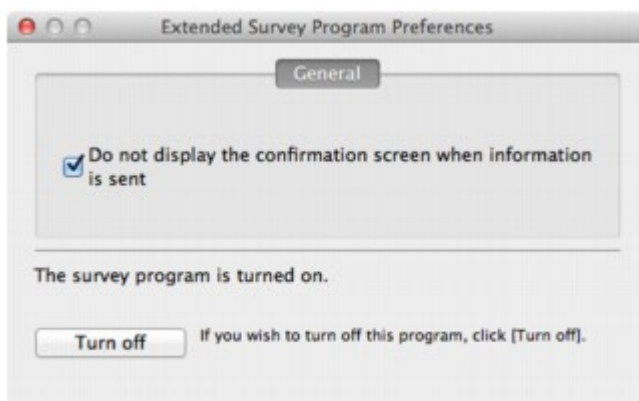 Extended Survey Program Preferences
General
Do not display the confirmation screen when information
is sent
The survey program is turned on.
Turn off
If you wish to turn off this program, click [Turn off].